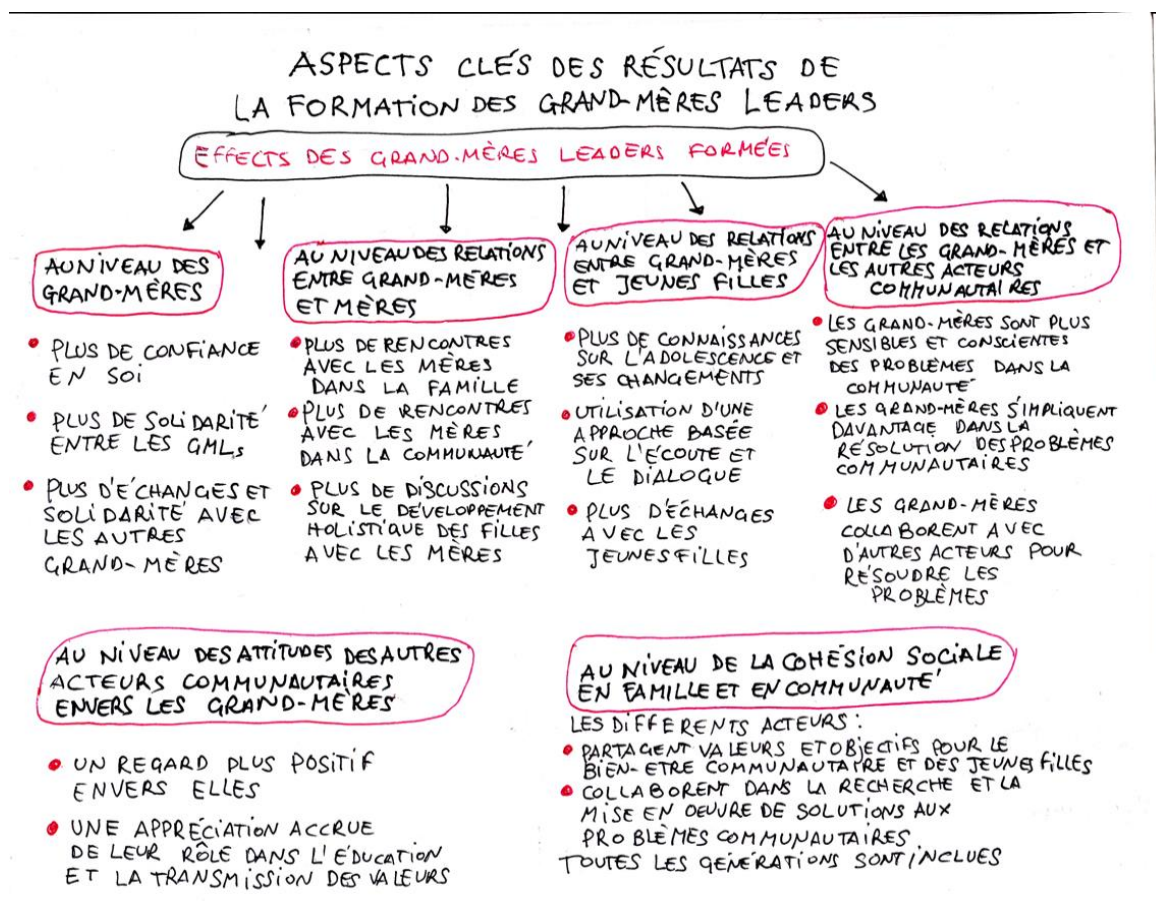 ASPECTS CLÉS DES RÉSULTATS DE
LA FORMATION DES GRAND-MÈRES LEADERS
EFFECTS DES GRAND-MÈRES LEADERS FORMÉES
AU NIVEAU DES
GRAND-MÈRES
• PLUS DE CONFIANCE
EN SOI
• PLUS DE SOLIDARITÉ
ENTRE LES GMLs
• PLUS D'ÉCHANGES ET
SOLIDARITÉ AVEC
LES AUTRES
GRAND-MÈRES
AU NIVEAU DES RELATIONS
ENTRE GRAND-MÈRES
ET MÈRES
• PLUS DE RENCONTRES
AVEC LES MÈRES
DANS LA FAMILLE
• PLUS DE RENCONTRES
AVEC LES MÈRES
DANS LA COMMUNAUTÉ
• PLUS DE DISCUSSIONS
SUR LE DÉVELOPPEMENT
HOLISTIQUE DES FILLES
AVEC LES MÈRES
AU NIVEAU DES RELATIONS
ENTRE GRAND-MÈRES
ET JEUNES FILLES
• PLUS DE CONNAISSANCES
SUR L'ADOLESCENCE ET
SES CHANGEMENTS
• UTILISATION D'UNE
APPROCHE BASÉE
SUR L'ÉCOUTE ET
LE DIALOGUE
• PLUS D'ÉCHANGES
AVEC LES
JEUNES FILLES
AU NIVEAU DES RELATIONS
ENTRE LES GRAND-MÈRES ET
LES AUTRES ACTEURS
COMMUNAUTAIRES
• LES GRAND-MÈRES SONT PLUS
SENSIBLES ET CONSCIENTES
DES PROBLÈMES DANS LA
COMMUNAUTÉ
• LES GRAND-MÈRES S'IMPLIQUENT
DAVANTAGE DANS LA
RÉSOLUTION DES PROBLÈMES
COMMUNAUTAIRES
• LES GRAND-MÈRES
COLLABORENT AVEC
D'AUTRES ACTEURS POUR
RÉSOUDRE LES
PROBLÈMES
AU NIVEAU DES ATTITUDES DES AUTRES
ACTEURS COMMUNAUTAIRES
ENVERS LES GRAND-MÈRES
• UN REGARD PLUS POSITIF
ENVERS ELLES
• UNE APPRÉCIATION ACCRUE
DE LEUR RÔLE DANS L'ÉDUCATION
ET LA TRANSMISSION DES VALEURS
AU NIVEAU DE LA COHÉSION SOCIALE
EN FAMILLE ET EN COMMUNAUTÉ
LES DIFFERENTS ACTEURS :
• PARTAGENT VALEURS ET OBJECTIFS POUR LE
BIEN-ETRE COMMUNAUTAIRE ET DES JEUNES FILLES
• COLLABORENT DANS LA RECHERCHE ET LA
MISE EN OEUVRE DE SOLUTIONS AUX
PROBLÈMES COMMUNAUTAIRES.
TOUTES LES GÉNÉRATIONS SONT INCLUES